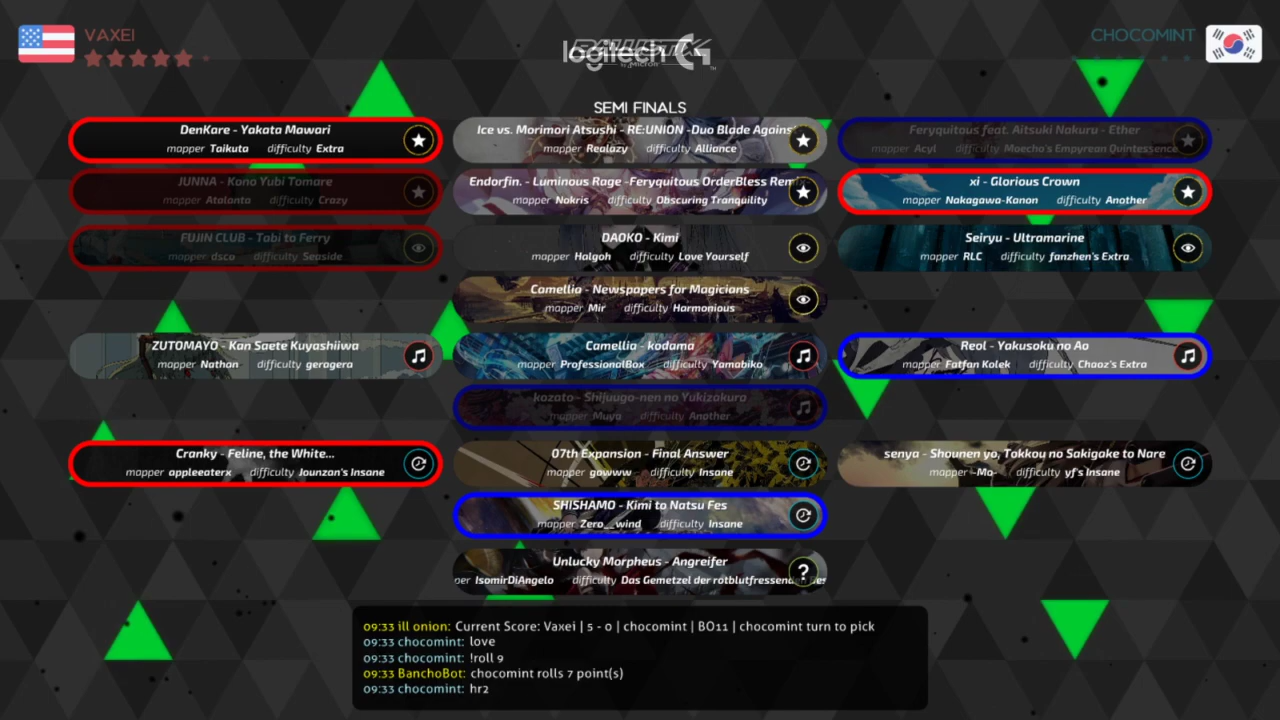 VAXEI
CHOCOMINT
logitech G
SEMI FINALS
DenKare - Yakata Mawari
mapper Taikuta difficulty Extra
Ice vs. Morimori Atsushi - RE:UNION -Duo Blade Agains
mapper Realazy difficulty Alliance
Feryquitous feat. Aitsuki Nakuru - Ether
mapper Acyl difficulty Moecho's Empyrean Quintessence
JUNNA - Kono Yubi Tomare
mapper Atalanta difficulty Crazy
Endorfin. - Luminous Rage -Feryquitous OrderBless Rem
mapper Nokris difficulty Obscuring Tranquility
xi - Glorious Crown
mapper Nakagawa-Kanon difficulty Another
FUJIN CLUB - Tabi to Ferry
mapper dsco difficulty Seaside
DAOKO - Kimi
mapper Halgoh difficulty Love Yourself
Seiryu - Ultramarine
mapper RLC difficulty fanzhen's Extra
Camellia - Newspapers for Magicians
mapper Mir difficulty Harmonious
ZUTOMAYO - Kan Saete Kuyashiiwa
mapper Nathan difficulty geragera
Camellia - kodama
mapper ProfessionalBox difficulty Yamabiko
Reol - Yakusoku no Ao
mapper Fatfan Kolek difficulty Chaoz's Extra
kozato - Shijuugo-nen no Yukizakura
mapper Muya difficulty Another
Cranky - Feline, the White...
mapper appleeaterx difficulty Jounzan's Insane
07th Expansion - Final Answer
mapper gowww difficulty Insane
senya - Shounen yo, Tokkou no Sakigake to Nare
mapper -Mo- difficulty yf's Insane
SHISHAMO - Kimi to Natsu Fes
mapper Zero__wind difficulty Insane
Unlucky Morpheus - Angreifer
per IsomirDiAngelo difficulty Das Gemetzel der rotblutfressend
?
09:33 ill onion: Current Score: Vaxei | 5 - 0 | chocomint | BO11 | chocomint turn to pick
09:33 chocomint: love
09:33 chocomint: !roll 9
09:33 BanchoBot: chocomint rolls 7 point(s)
09:33 chocomint: hr2